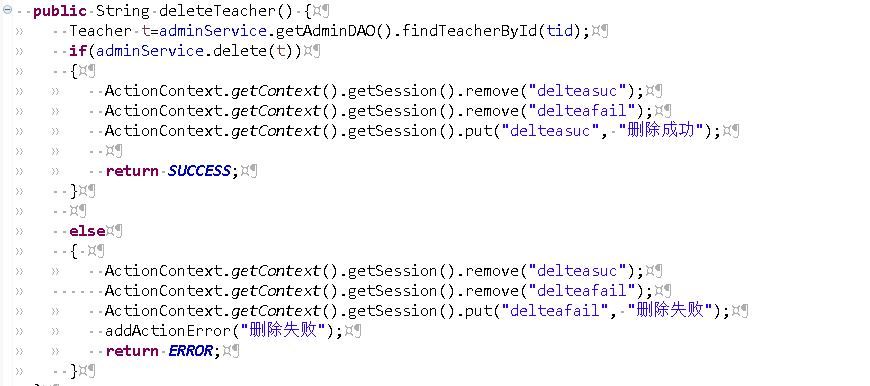 public String deleteTeacher() {
Teacher t=adminService.getAdminDAO().findTeacherById(tid);
if(adminService.delete(t))
{
ActionContext.getContext().getSession().remove("delteasuc");
ActionContext.getContext().getSession().remove("delteafail");
ActionContext.getContext().getSession().put("delteasuc", "删除成功");
return SUCCESS;
}
else
{
ActionContext.getContext().getSession().remove("delteasuc");
ActionContext.getContext().getSession().remove("delteafail");
ActionContext.getContext().getSession().put("delteafail", "删除失败");
addActionError("删除失败");
return ERROR;
}